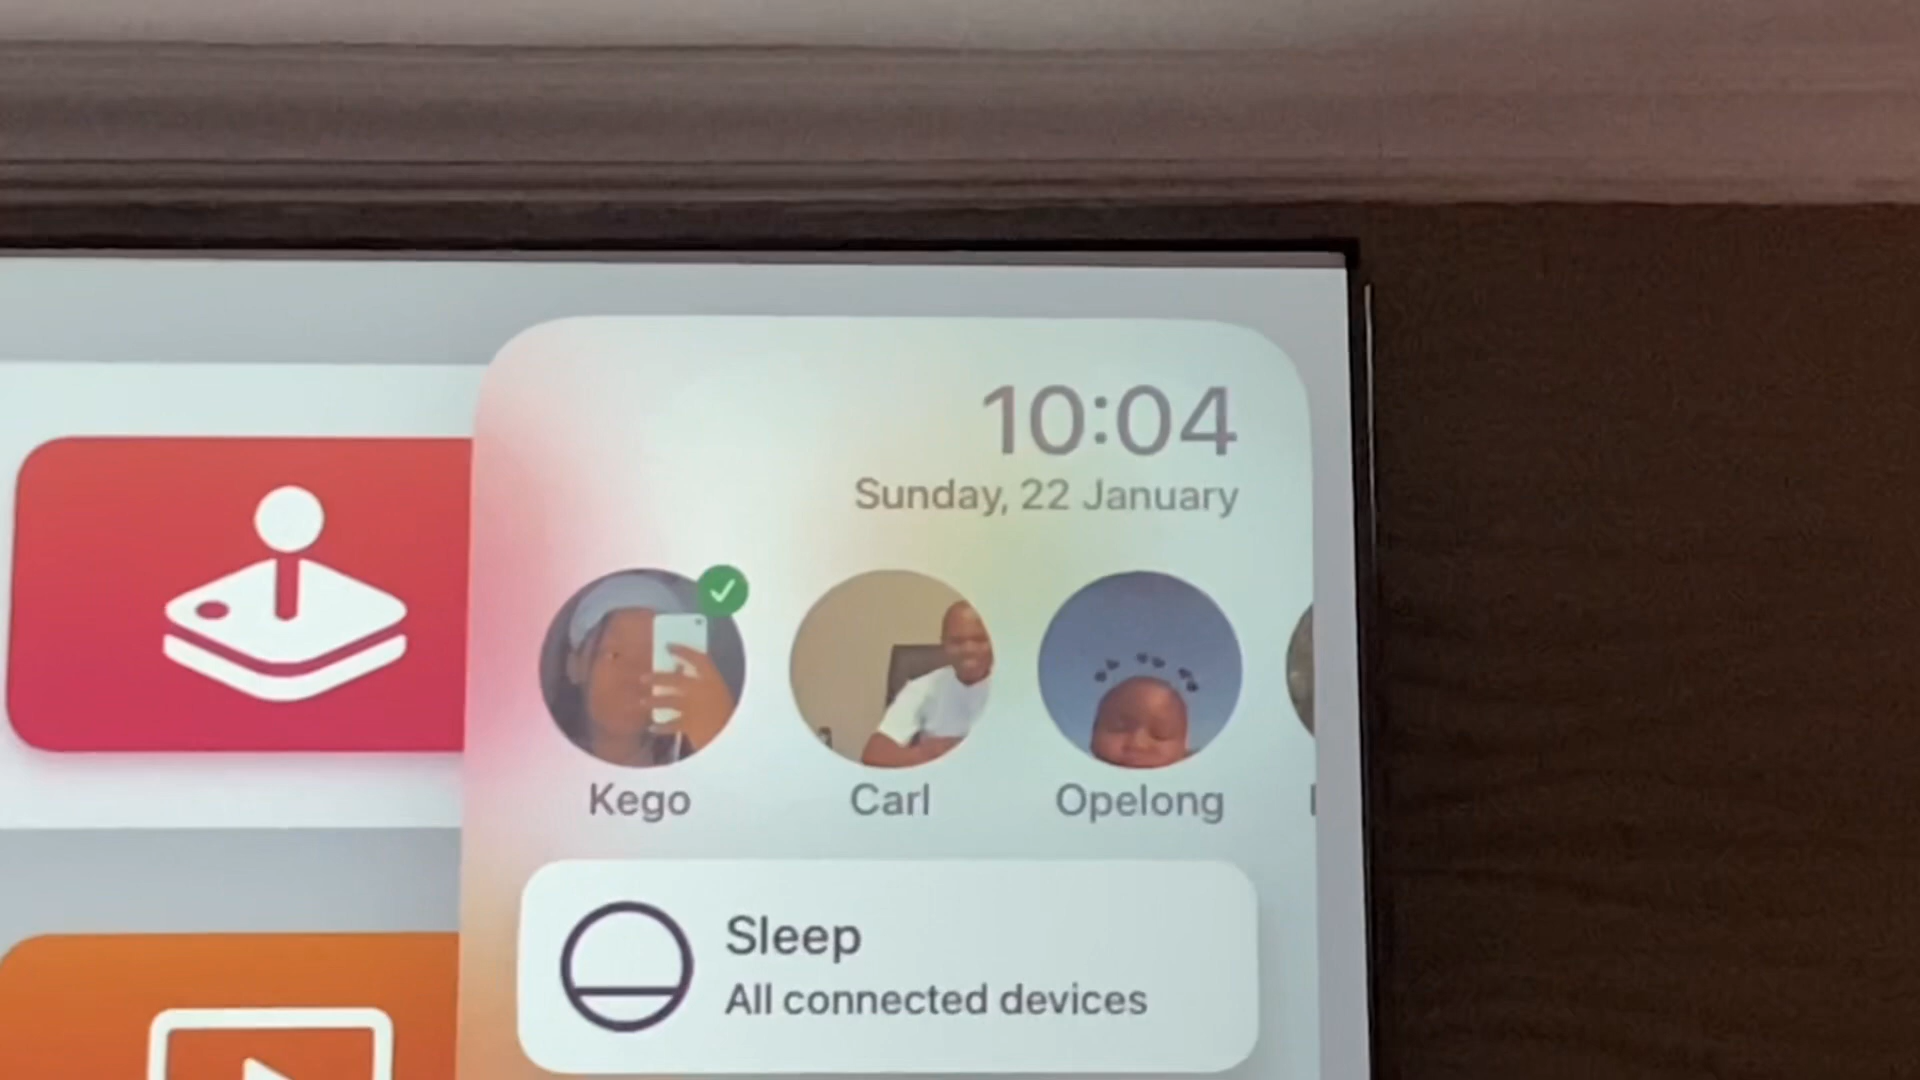 10:04
Sunday, 22 January
Kego
Carl
Opelong
Sleep
All connected devices